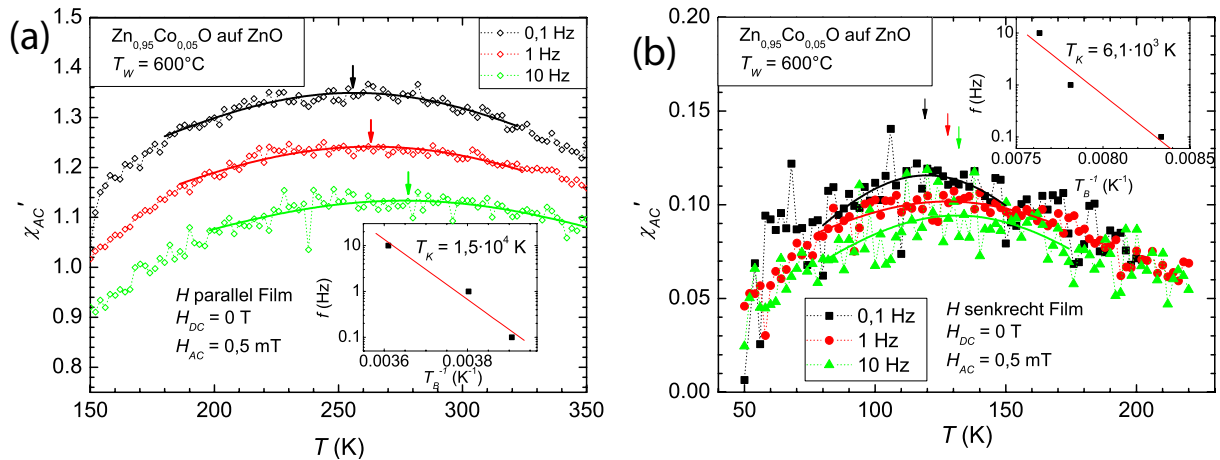 (a)
Zn0,95Co0,05O auf ZnO
TW = 600°C
0,1 Hz
1 Hz
10 Hz
χAC'
1.5
1.4
1.3
1.2
1.1
1.0
0.9
0.8
H parallel Film
HDC = 0 T
HAC = 0,5 mT
TK = 1,5·10^4 K
f (Hz)
10
1
0.1
0.0036 0.0038
TB^-1 (K^-1)
150 200 250 300 350
T (K)
(b)
Zn0,95Co0,05O auf ZnO
TW = 600°C
χAC'
0.20
0.15
0.10
0.05
0.00
TK = 6,1·10^3 K
f (Hz)
10
1
0.1
0.0075 0.0080 0.0085
TB^-1 (K^-1)
0,1 Hz
1 Hz
10 Hz
H senkrecht Film
HDC = 0 T
HAC = 0,5 mT
50 100 150 200
T (K)